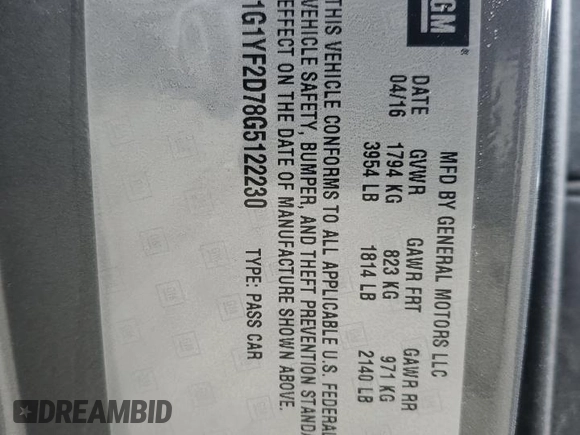 GM
MFD BY GENERAL MOTORS LLC
DATE GVWR GAWR FRT GAWR RR
04/16 1794 KG 823 KG 971 KG
3954 LB 1814 LB 2140 LB
THIS VEHICLE CONFORMS TO ALL APPLICABLE U.S. FEDERAL
VEHICLE SAFETY, BUMPER, AND THEFT PREVENTION STANDA
EFFECT ON THE DATE OF MANUFACTURE SHOWN ABOVE.
1G1YF2D78G5122230 TYPE: PASS CAR
DREAMBID